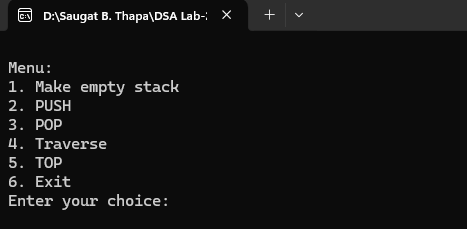 D:\Saugat B. Thapa\DSA Lab-
Menu:
1. Make empty stack
2. PUSH
3. POP
4. Traverse
5. TOP
6. Exit
Enter your choice: